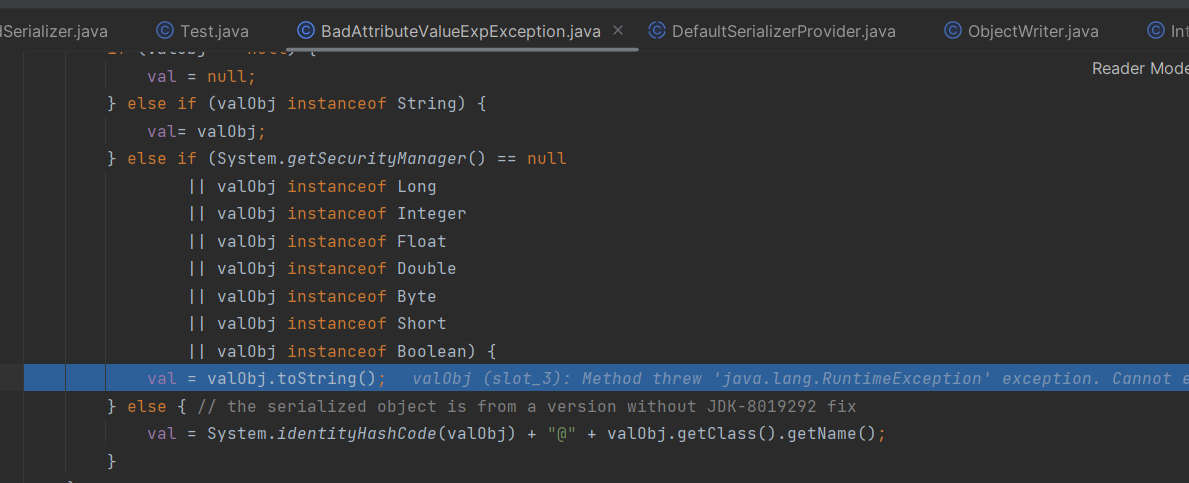 dSerializer.java Test.java BadAttributeValueExpException.java DefaultSerializerProvider.java ObjectWriter.java Int
Reader Mode
val = null;
} else if (valObj instanceof String) {
val= valObj;
} else if (System.getSecurityManager() == null
|| valObj instanceof Long
|| valObj instanceof Integer
|| valObj instanceof Float
|| valObj instanceof Double
|| valObj instanceof Byte
|| valObj instanceof Short
|| valObj instanceof Boolean) {
val = valObj.toString(); valObj (slot_3): Method threw 'java.lang.RuntimeException' exception. Cannot e
} else { // the serialized object is from a version without JDK-8019292 fix
val = System.identityHashCode(valObj) + "@" + valObj.getClass().getName();
}